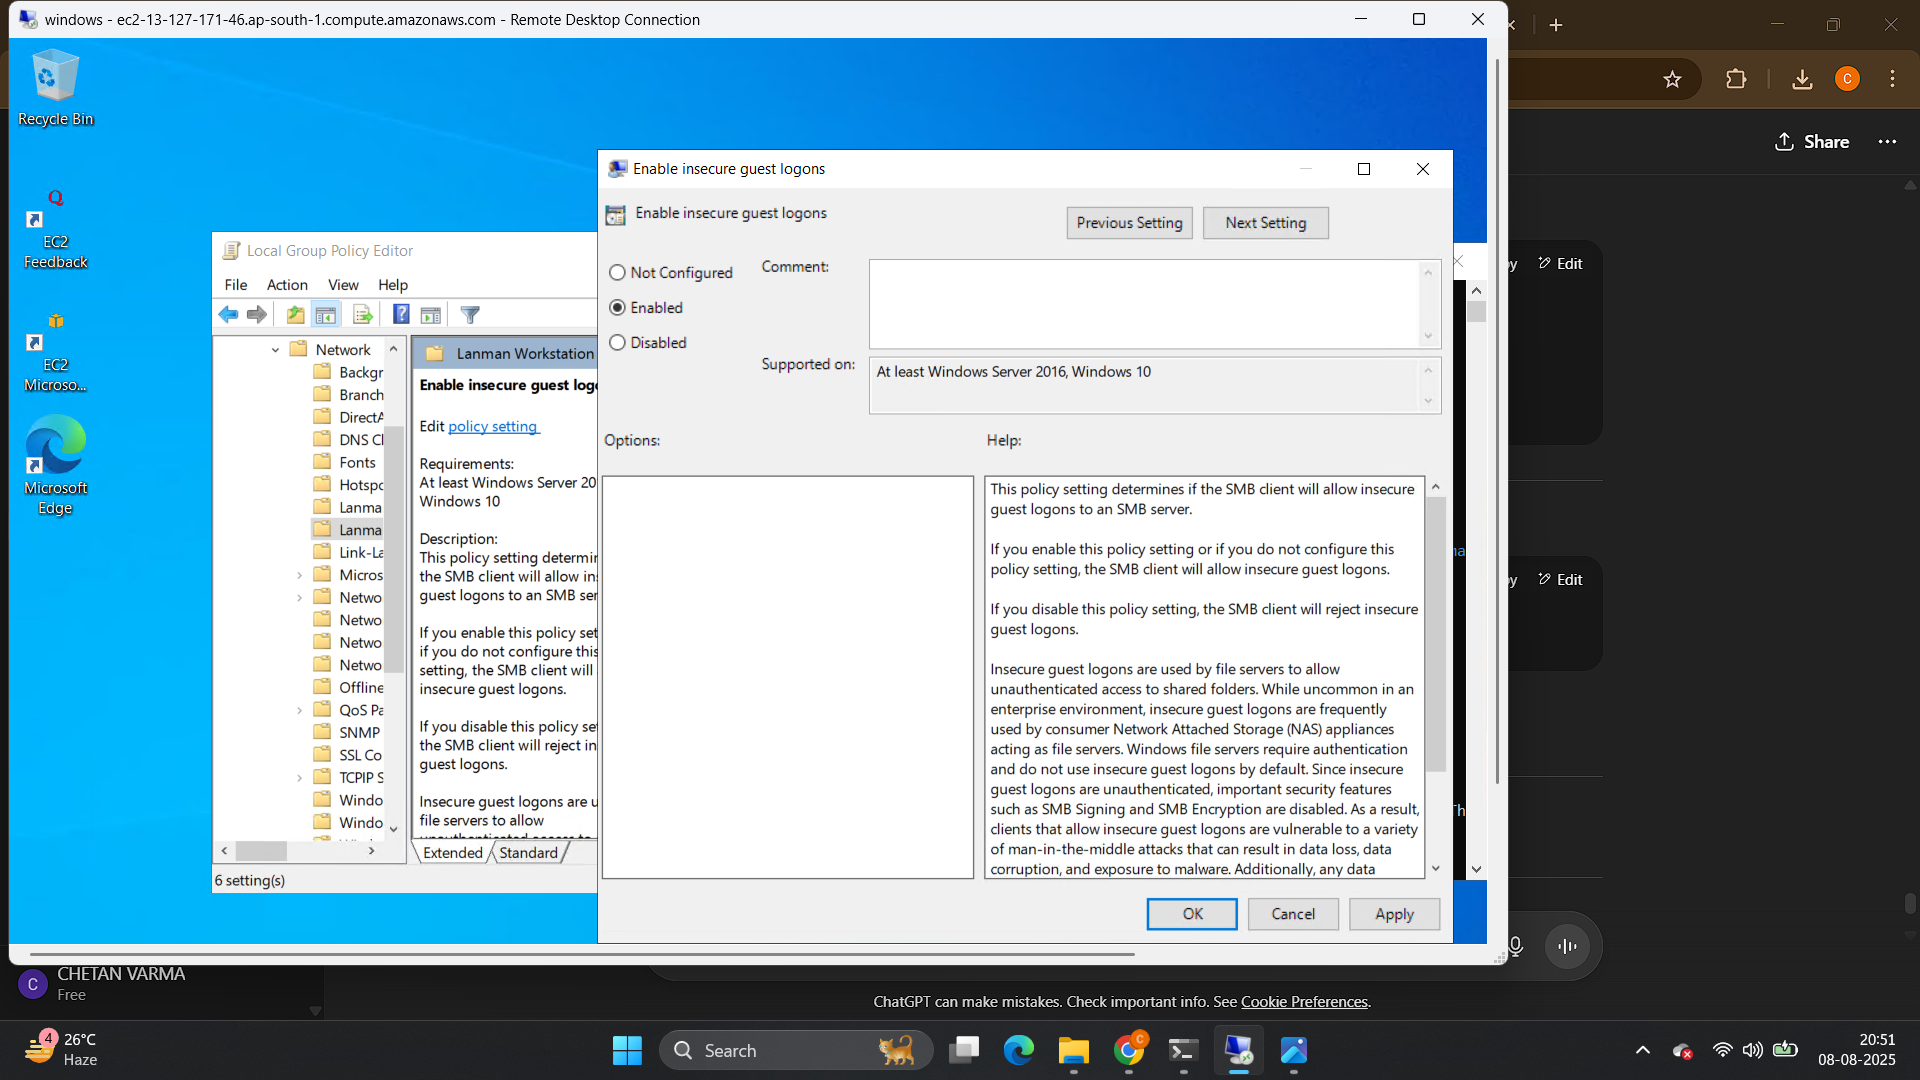 windows - ec2-13-127-171-46.ap-south-1.compute.amazonaws.com - Remote Desktop Connection
C
Share
Recycle Bin
EC2
Feedback
EC2
Microso...
Microsoft
Edge
Local Group Policy Editor
File Action View Help
Network
Backgr
Branch
DirectA
DNS Cl
Fonts
Hotspo
Lanma
Lanma
Link-La
Micros
Netwo
Netwo
Netwo
Netwo
Offline
QoS Pa
SNMP
SSL Co
TCPIP S
Windo
Windo
Lanman Workstation
Enable insecure guest logo
Edit policy setting
Requirements:
At least Windows Server 20
Windows 10
Description:
This policy setting determin
the SMB client will allow in
guest logons to an SMB ser
If you enable this policy set
if you do not configure this
setting, the SMB client will
insecure guest logons.
If you disable this policy set
the SMB client will reject in
guest logons.
Insecure guest logons are u
file servers to allow
Extended Standard
6 setting(s)
Enable insecure guest logons
Enable insecure guest logons
Previous Setting Next Setting
Not Configured
Enabled
Disabled
Comment:
Supported on:
At least Windows Server 2016, Windows 10
Options:
Help:
This policy setting determines if the SMB client will allow insecure
guest logons to an SMB server.
If you enable this policy setting or if you do not configure this
policy setting, the SMB client will allow insecure guest logons.
If you disable this policy setting, the SMB client will reject insecure
guest logons.
Insecure guest logons are used by file servers to allow
unauthenticated access to shared folders. While uncommon in an
enterprise environment, insecure guest logons are frequently
used by consumer Network Attached Storage (NAS) appliances
acting as file servers. Windows file servers require authentication
and do not use insecure guest logons by default. Since insecure
guest logons are unauthenticated, important security features
such as SMB Signing and SMB Encryption are disabled. As a result,
clients that allow insecure guest logons are vulnerable to a variety
of man-in-the-middle attacks that can result in data loss, data
corruption, and exposure to malware. Additionally, any data
OK Cancel Apply
y Edit
na
y Edit
Th
C
CHETAN VARMA
Free
ChatGPT can make mistakes. Check important info. See Cookie Preferences.
4
26°C
Haze
Search
C
20:51
08-08-2025